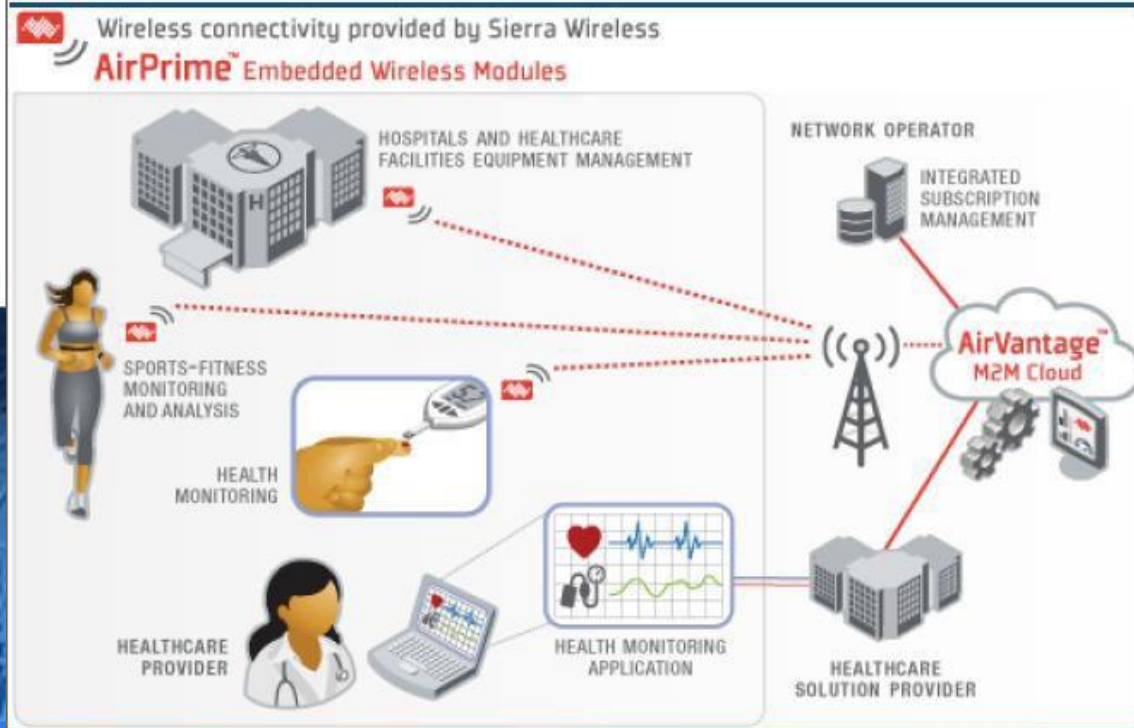 Wireless connectivity provided by Sierra Wireless
AirPrime™ Embedded Wireless Modules
HOSPITALS AND HEALTHCARE
FACILITIES EQUIPMENT MANAGEMENT
H
NETWORK OPERATOR
INTEGRATED
SUBSCRIPTION
MANAGEMENT
AirVantage™
M2M Cloud
SPORTS-FITNESS
MONITORING
AND ANALYSIS
HEALTH
MONITORING
HEALTHCARE
PROVIDER
HEALTH MONITORING
APPLICATION
HEALTHCARE
SOLUTION PROVIDER